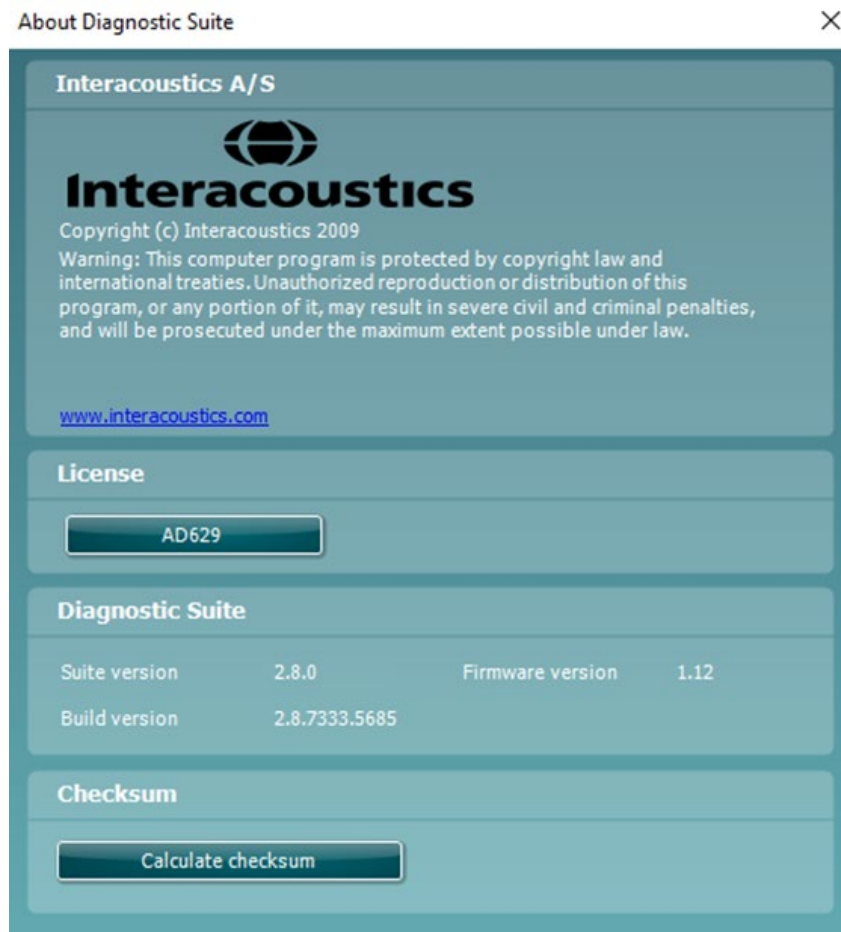 About Diagnostic Suite
Interacoustics A/S
Interacoustics
Copyright (c) Interacoustics 2009
Warning: This computer program is protected by copyright law and
international treaties. Unauthorized reproduction or distribution of this
program, or any portion of it, may result in severe civil and criminal penalties,
and will be prosecuted under the maximum extent possible under law.
www.interacoustics.com
License
AD629
Diagnostic Suite
Suite version 2.8.0 Firmware version 1.12
Build version 2.8.7333.5685
Checksum
Calculate checksum